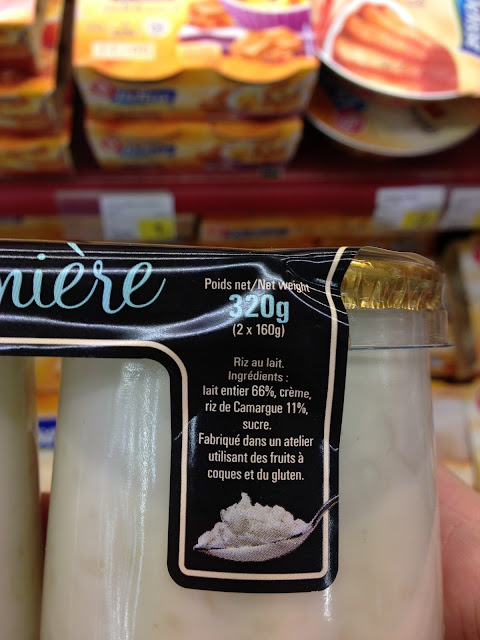 nière
Poids net/Net weight
320g
(2 x 160g)
Riz au lait.
Ingrédients :
lait entier 66%, crème,
riz de Camargue 11%,
sucre.
Fabriqué dans un atelier
utilisant des fruits à
coques et du gluten.